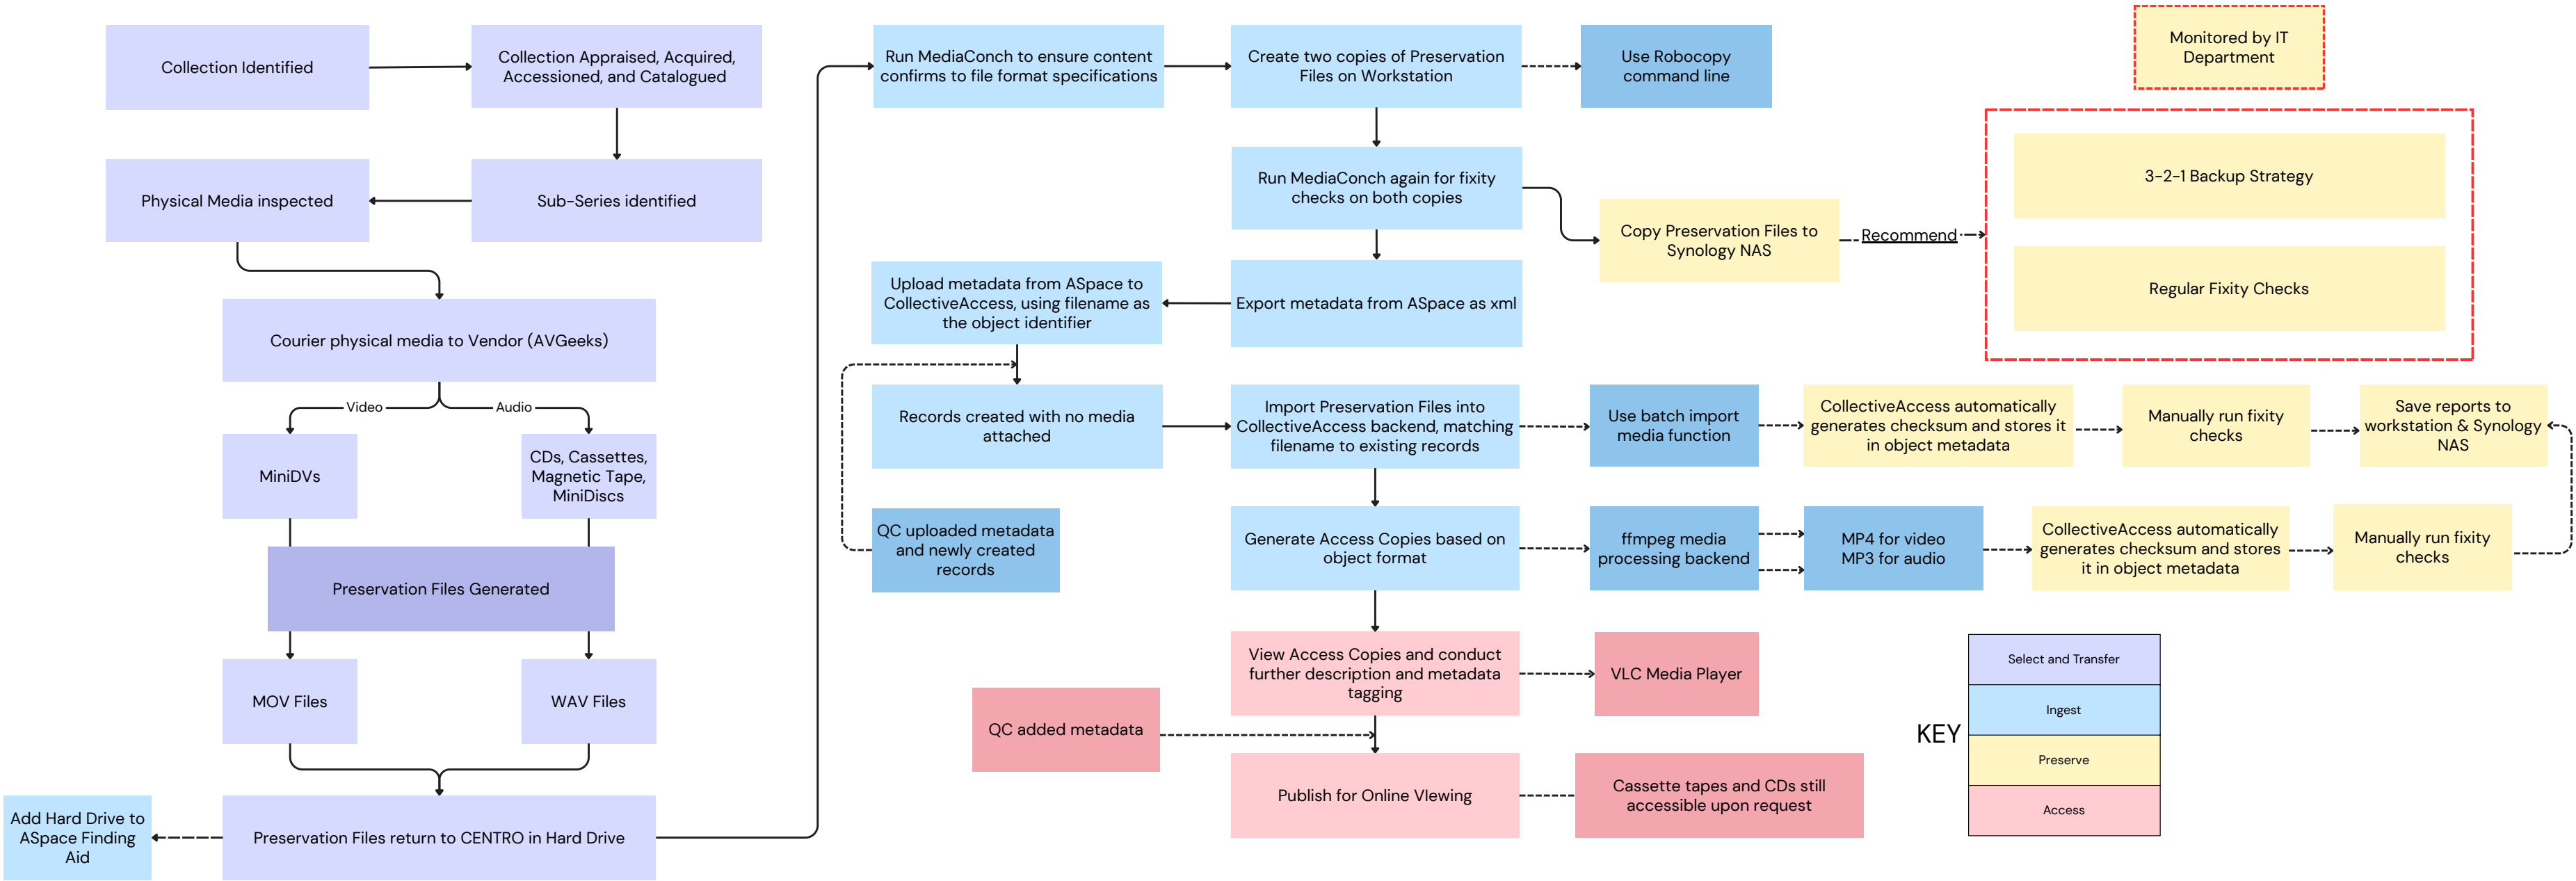 Collection Identified
Collection Appraised, Acquired,
Accessioned, and Catalogued
Physical Media inspected
Sub-Series identified
Courier physical media to Vendor (AVGeeks)
Video
Audio
MiniDVs
CDs, Cassettes,
Magnetic Tape,
MiniDiscs
Preservation Files Generated
MOV Files
WAV Files
Add Hard Drive to
ASpace Finding
Aid
Preservation Files return to CENTRO in Hard Drive
Run MediaConch to ensure content
confirms to file format specifications
Create two copies of Preservation
Files on Workstation
Use Robocopy
command line
Run MediaConch again for fixity
checks on both copies
Copy Preservation Files to
Synology NAS
Recommend
Monitored by IT
Department
3-2-1 Backup Strategy
Regular Fixity Checks
Upload metadata from ASpace to
CollectiveAccess, using filename as
the object identifier
Export metadata from ASpace as xml
Records created with no media
attached
Import Preservation Files into
CollectiveAccess backend, matching
filename to existing records
Use batch import
media function
CollectiveAccess automatically
generates checksum and stores it
in object metadata
Manually run fixity
checks
Save reports to
workstation & Synology
NAS
QC uploaded metadata
and newly created
records
Generate Access Copies based on
object format
ffmpeg media
processing backend
MP4 for video
MP3 for audio
CollectiveAccess automatically
generates checksum and stores
it in object metadata
Manually run fixity
checks
View Access Copies and conduct
further description and metadata
tagging
VLC Media Player
QC added metadata
Publish for Online VIewing
Cassette tapes and CDs still
accessible upon request
KEY
Select and Transfer
Ingest
Preserve
Access